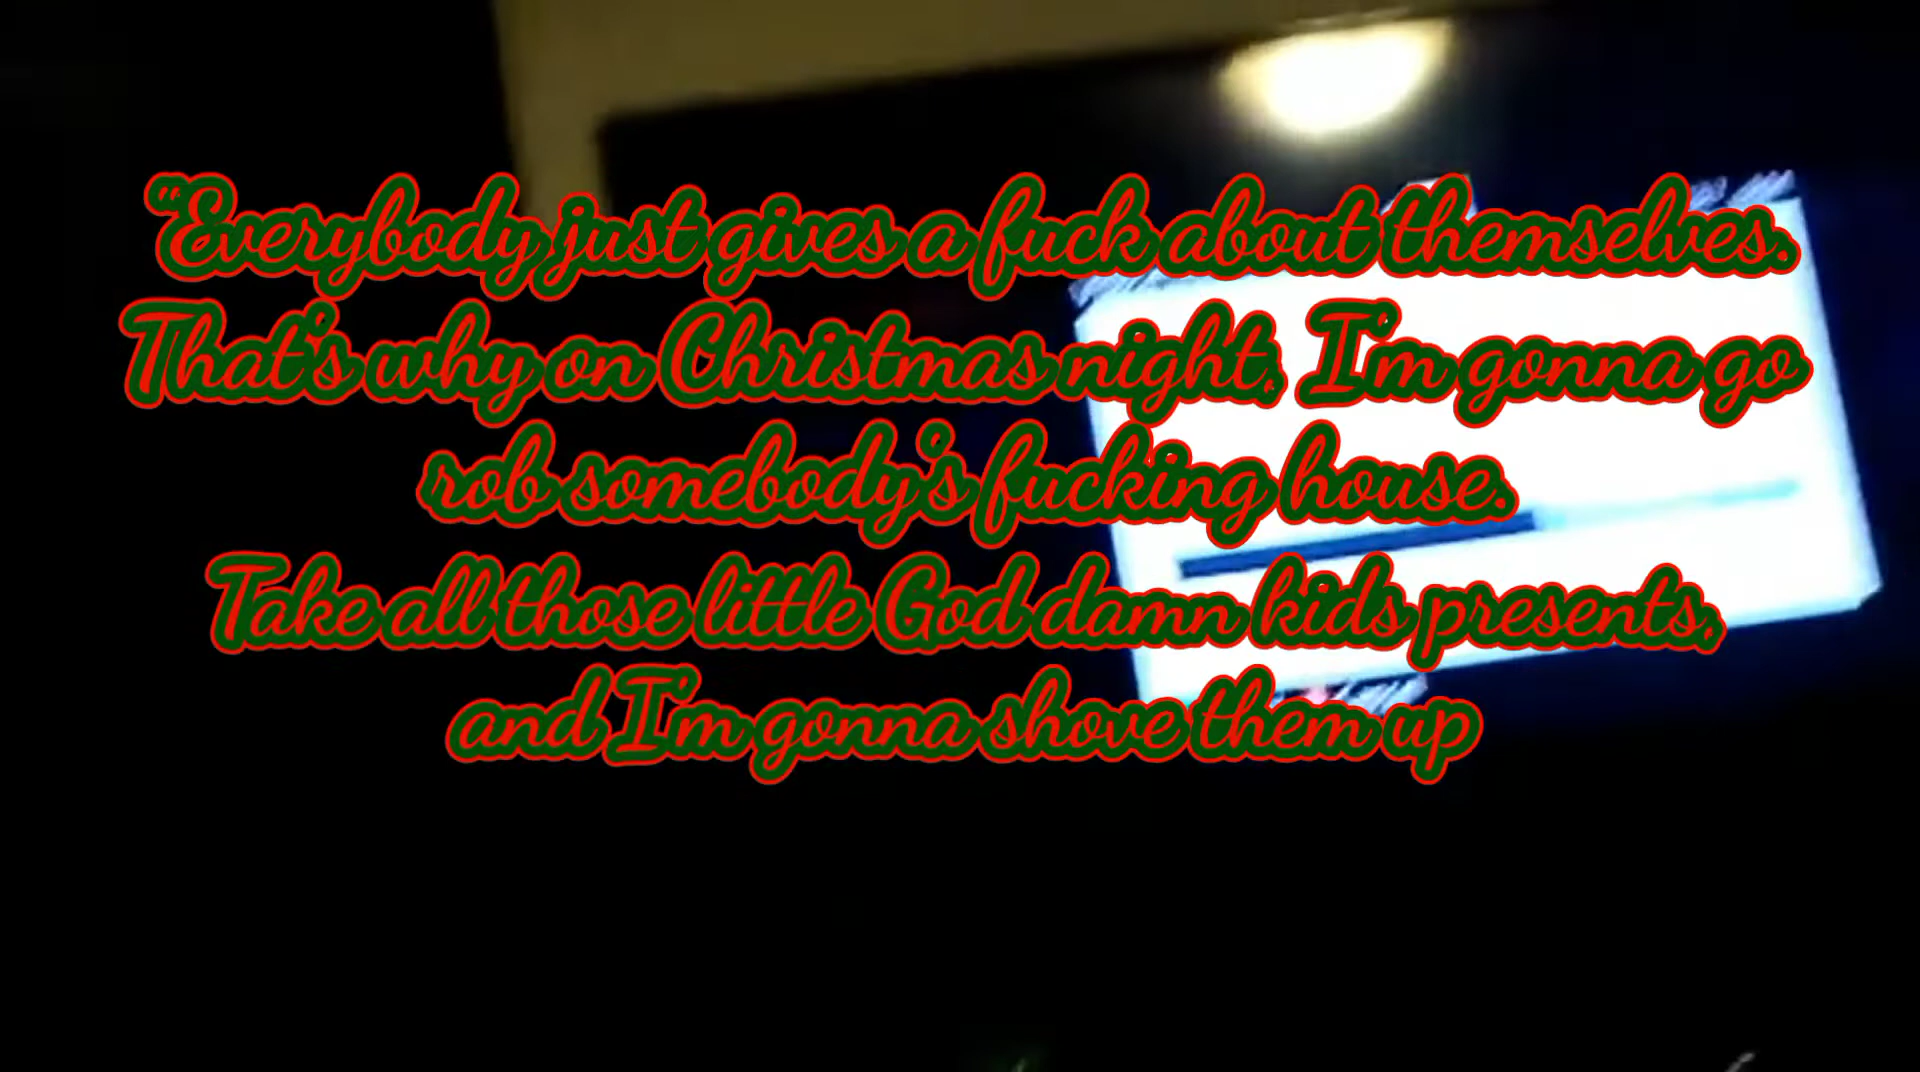 "Everybody just gives a fuck about themselves.
That's why on Christmas night, I'm gonna go
rob somebody's fucking house.
Take all those little God damn kids presents,
and I'm gonna shove them up